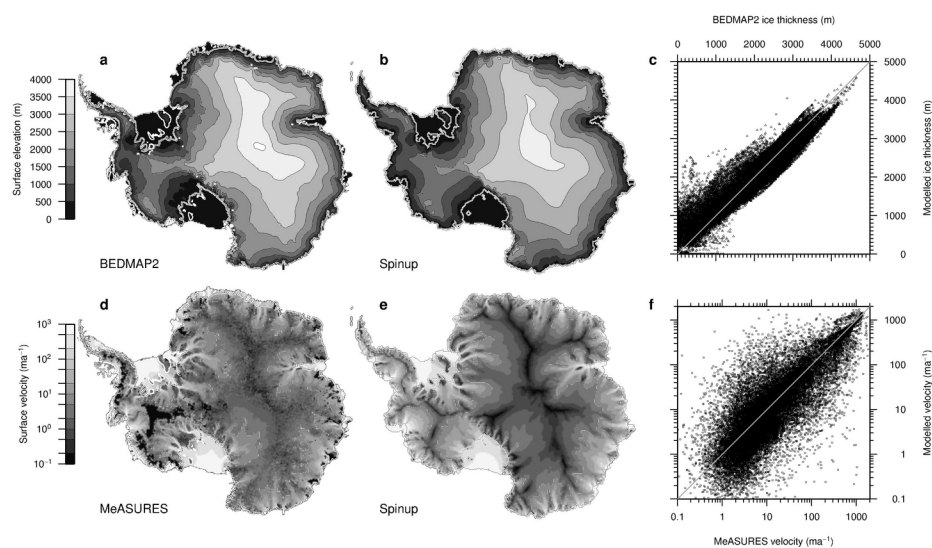 BEDMAP2 ice thickness (m)
0 1000 2000 3000 4000 5000
a
b
c
Surface elevation (m)
4000
3500
3000
2500
2000
1500
1000
500
0
BEDMAP2
Spinup
5000
4000
3000
2000
1000
0
Modelled ice thickness (m)
d
e
f
Surface velocity (ma⁻¹)
10³
10²
10¹
10⁰
10⁻¹
MeASURES
Spinup
1000
100
10
1
0.1
Modelled velocity (ma⁻¹)
0.1 1 10 100 1000
MeASURES velocity (ma⁻¹)